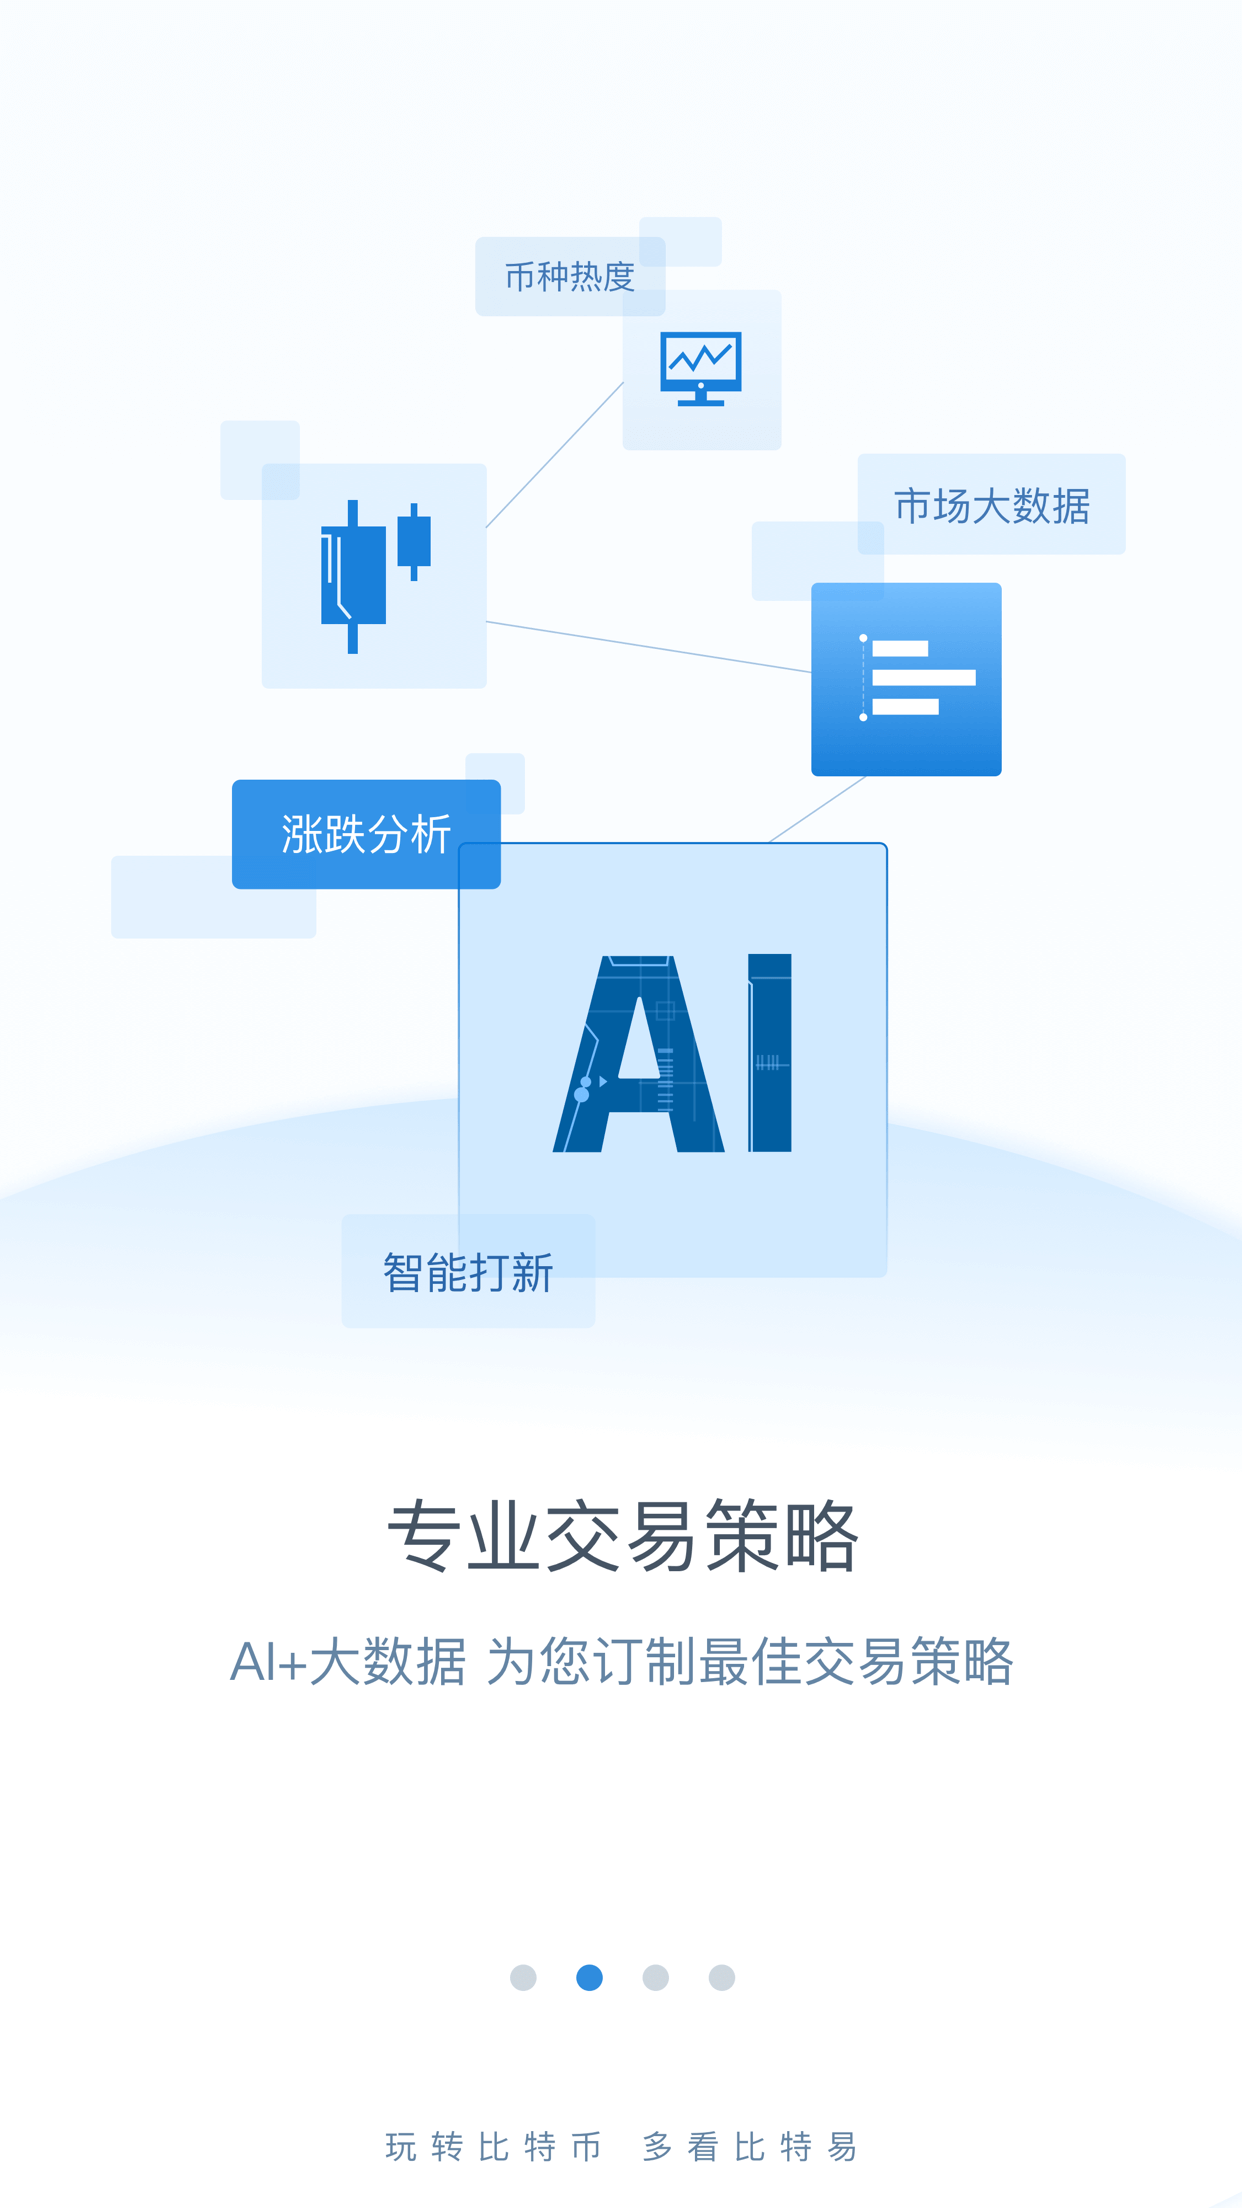 币种热度
市场大数据
涨跌分析
AI
智能打新
专业交易策略
AI+大数据 为您订制最佳交易策略
玩转比特币 多看比特易